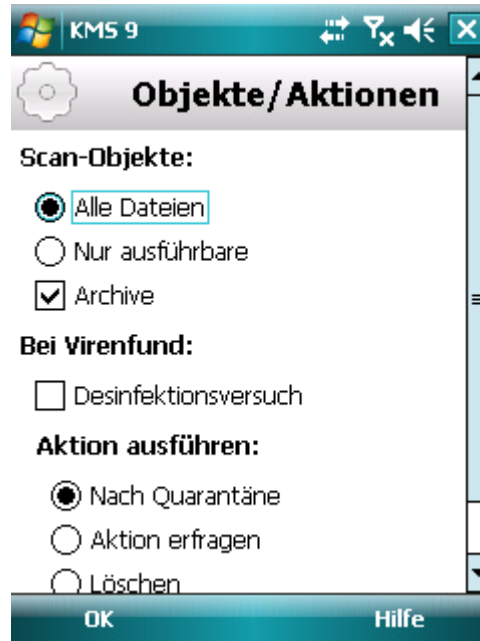 KMS 9
Objekte/Aktionen
Scan-Objekte:
Alle Dateien
Nur ausführbare
Archive
Bei Virenfund:
Desinfektionsversuch
Aktion ausführen:
Nach Quarantäne
Aktion erfragen
Löschen
OK Hilfe